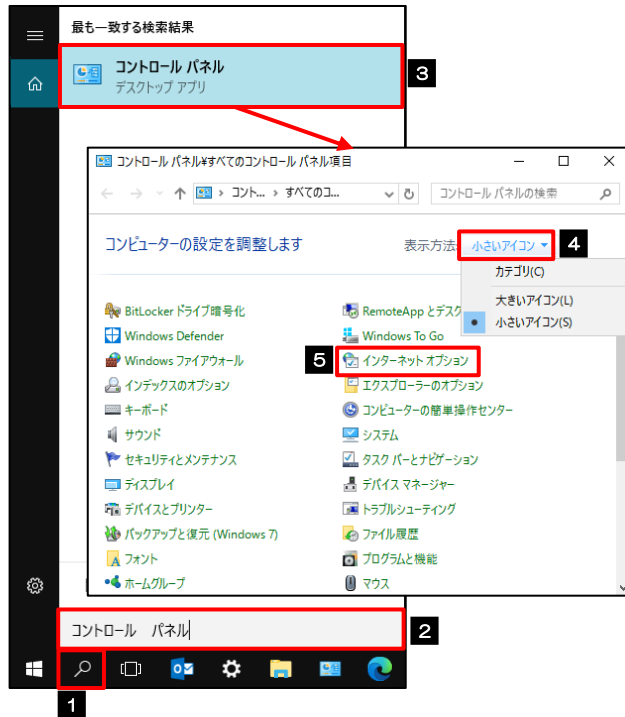 最も一致する検索結果
コントロール パネル
デスクトップ アプリ
3
コントロール パネル¥すべてのコントロール パネル項目
コント... › すべてのコ...
コントロール パネルの検索
コンピューターの設定を調整します
表示方法:
小さいアイコン
4
カテゴリ(C)
大きいアイコン(L)
小さいアイコン(S)
BitLocker ドライブ暗号化
RemoteApp とデスク
Windows Defender
Windows To Go
Windows ファイアウォール
5
インターネット オプション
インデックスのオプション
エクスプローラーのオプション
キーボード
コンピューターの簡単操作センター
サウンド
システム
セキュリティとメンテナンス
タスク バーとナビゲーション
ディスプレイ
デバイス マネージャー
デバイスとプリンター
トラブルシューティング
バックアップと復元 (Windows 7)
ファイル履歴
フォント
プログラムと機能
ホームグループ
マウス
コントロール　パネル
2
1